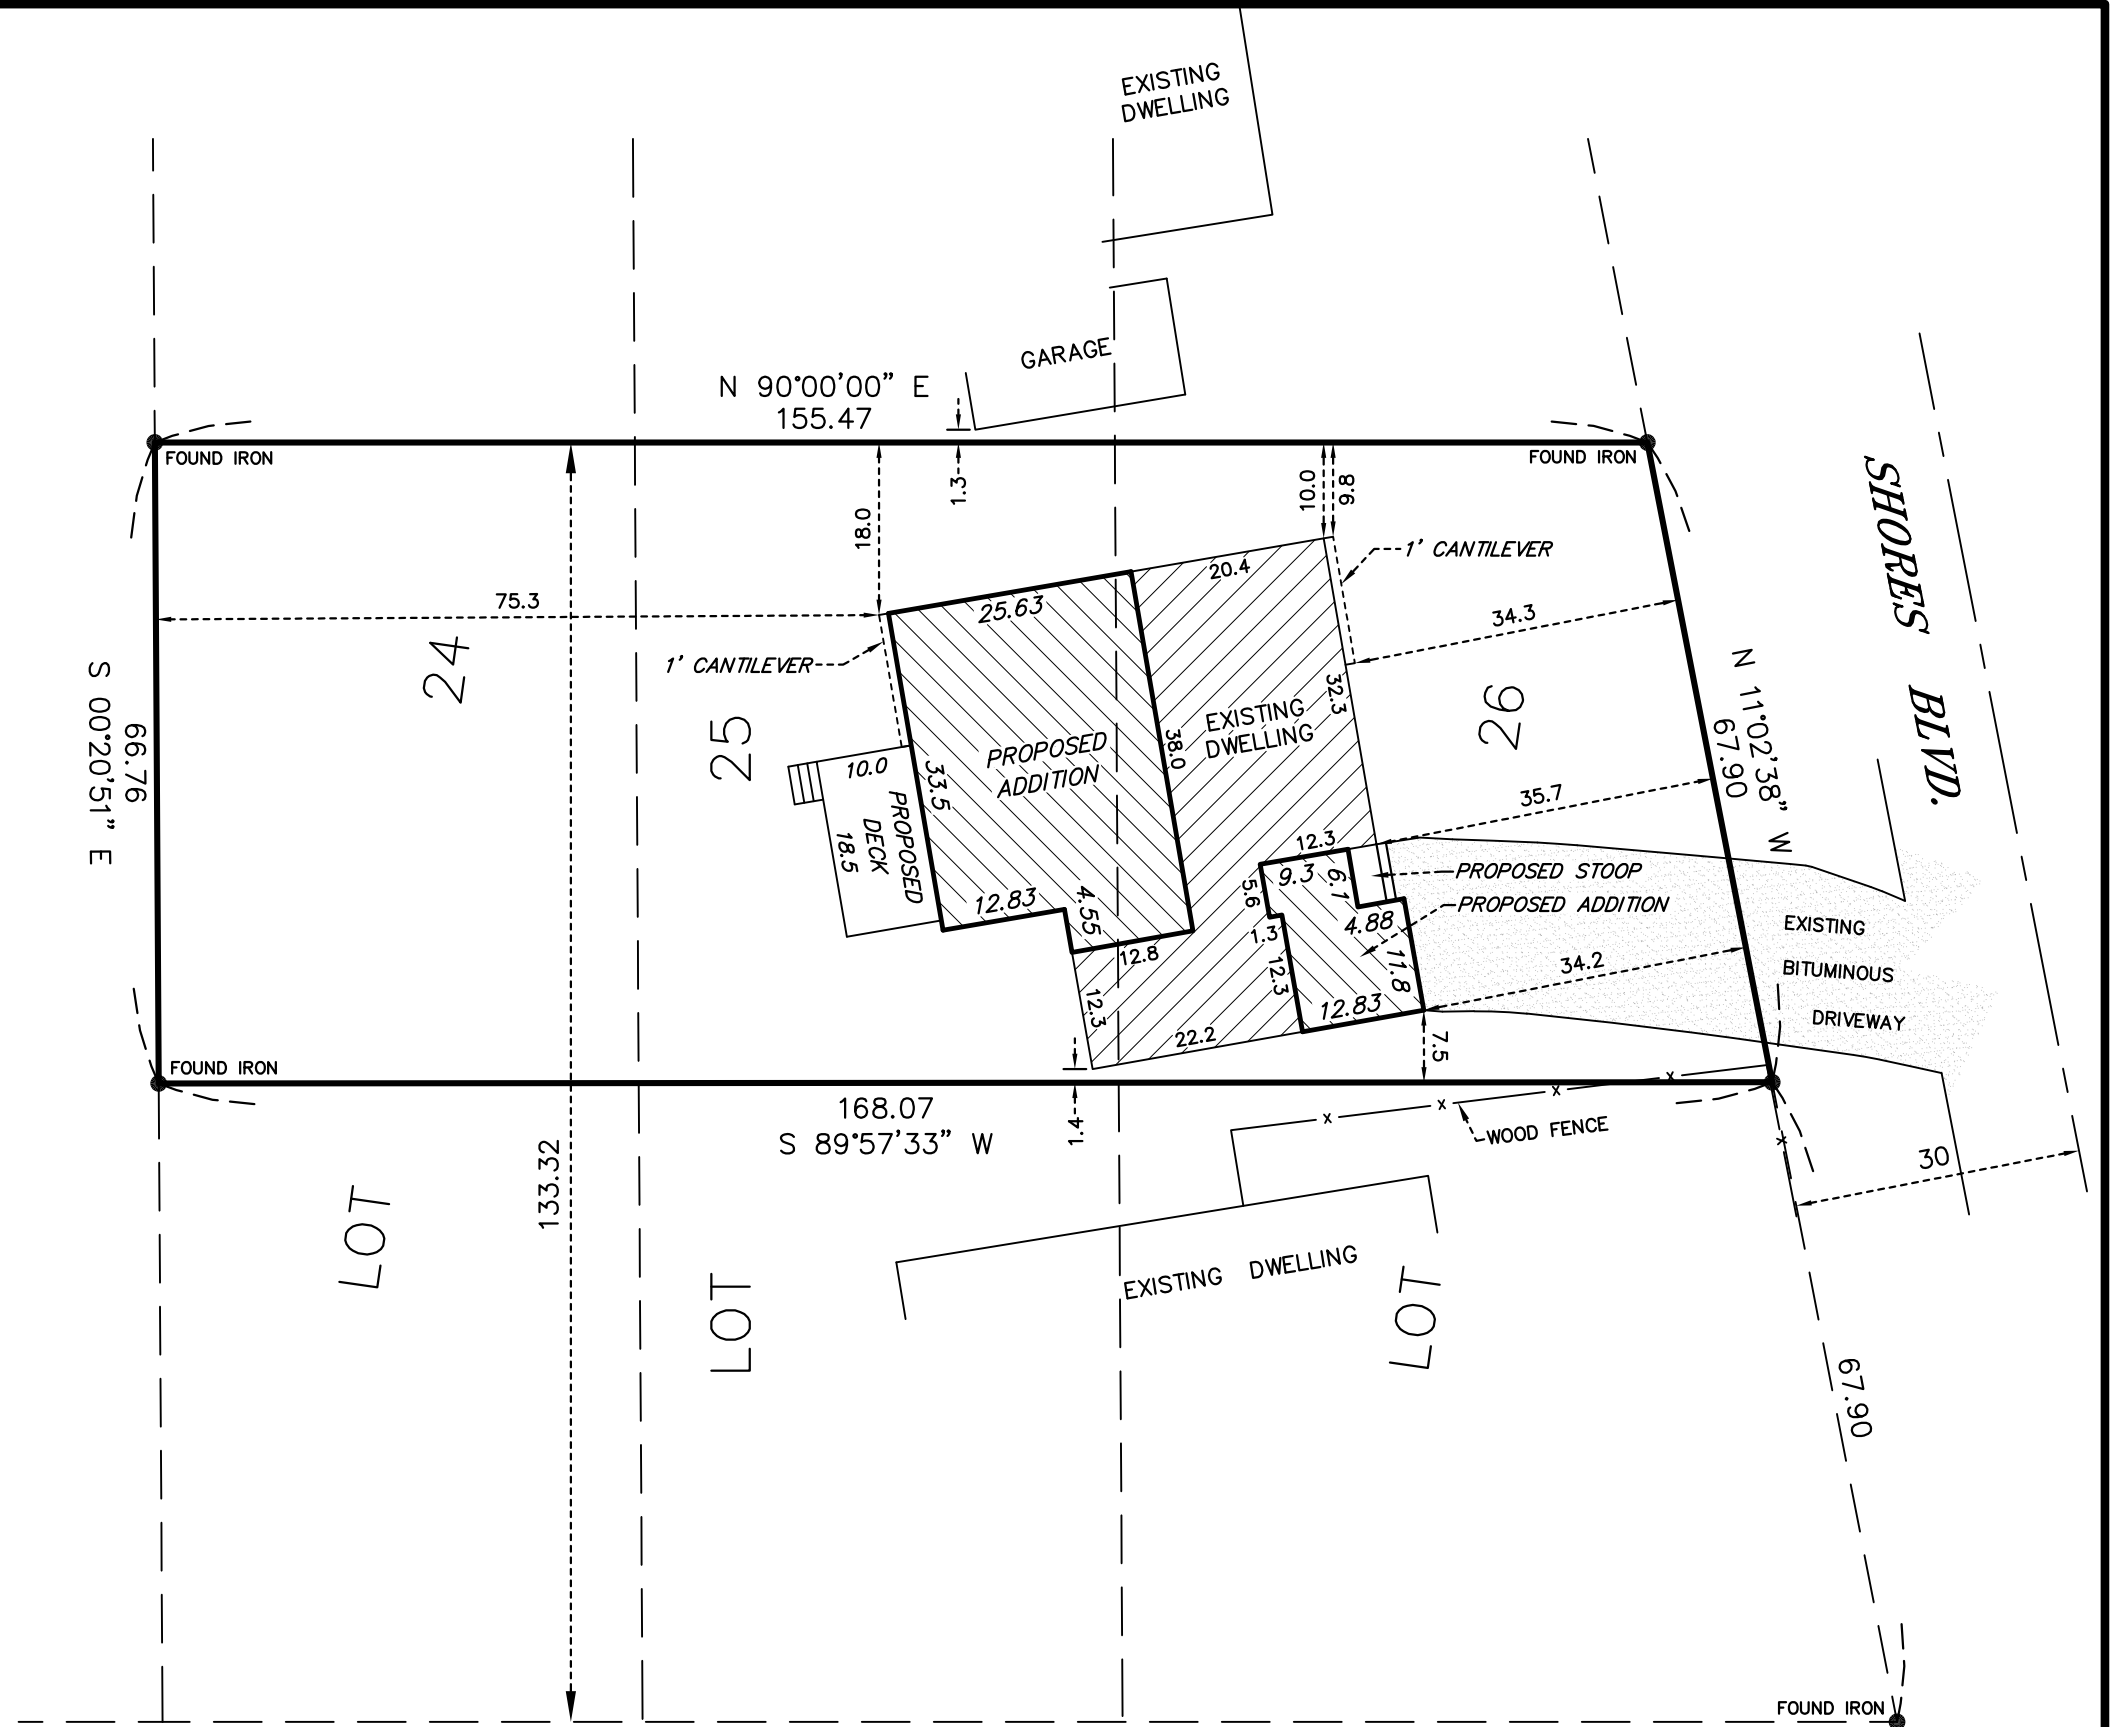 EXISTING
DWELLING
GARAGE
N 90°00'00" E
155.47
FOUND IRON
FOUND IRON
1.3
18.0
10.0
9.8
1' CANTILEVER
20.4
25.63
75.3
34.3
1' CANTILEVER
24
25
26
32.3
EXISTING
DWELLING
38.0
PROPOSED
ADDITION
33.5
10.0
PROPOSED
DECK
18.5
S 00°20'51" E
66.76
N 11°02'38" W
67.90
SHORES BLVD.
35.7
12.3
9.3
6.1
5.6
PROPOSED STOOP
PROPOSED ADDITION
4.88
12.83
4.55
1.3
12.8
12.3
11.8
34.2
EXISTING
BITUMINOUS
DRIVEWAY
12.3
12.83
22.2
7.5
FOUND IRON
168.07
S 89°57'33" W
1.4
x
x
x
x
x
WOOD FENCE
133.32
30
LOT
LOT
LOT
EXISTING DWELLING
67.90
FOUND IRON